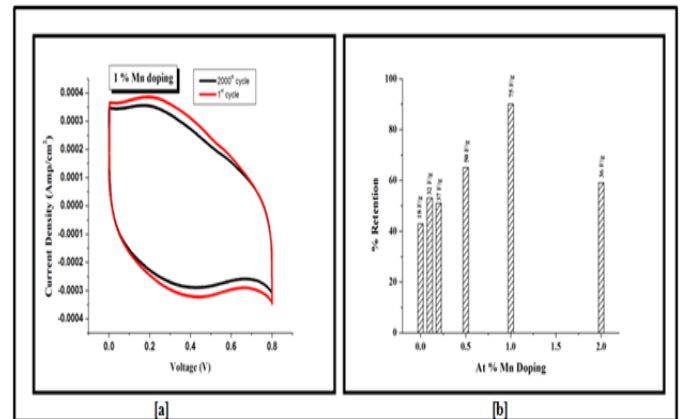 1 % Mn doping
2000th cycle
1st cycle
Current Density (Amp/cm²)
0.0004
0.0003
0.0002
0.0001
0.0000
-0.0001
-0.0002
-0.0003
-0.0004
0.0 0.2 0.4 0.6 0.8
Voltage (V)
[a]
% Retention
100
80
60
40
20
0
32 F/g
37 F/g
50 F/g
75 F/g
36 F/g
0.0 0.5 1.0 1.5 2.0
At % Mn Doping
[b]